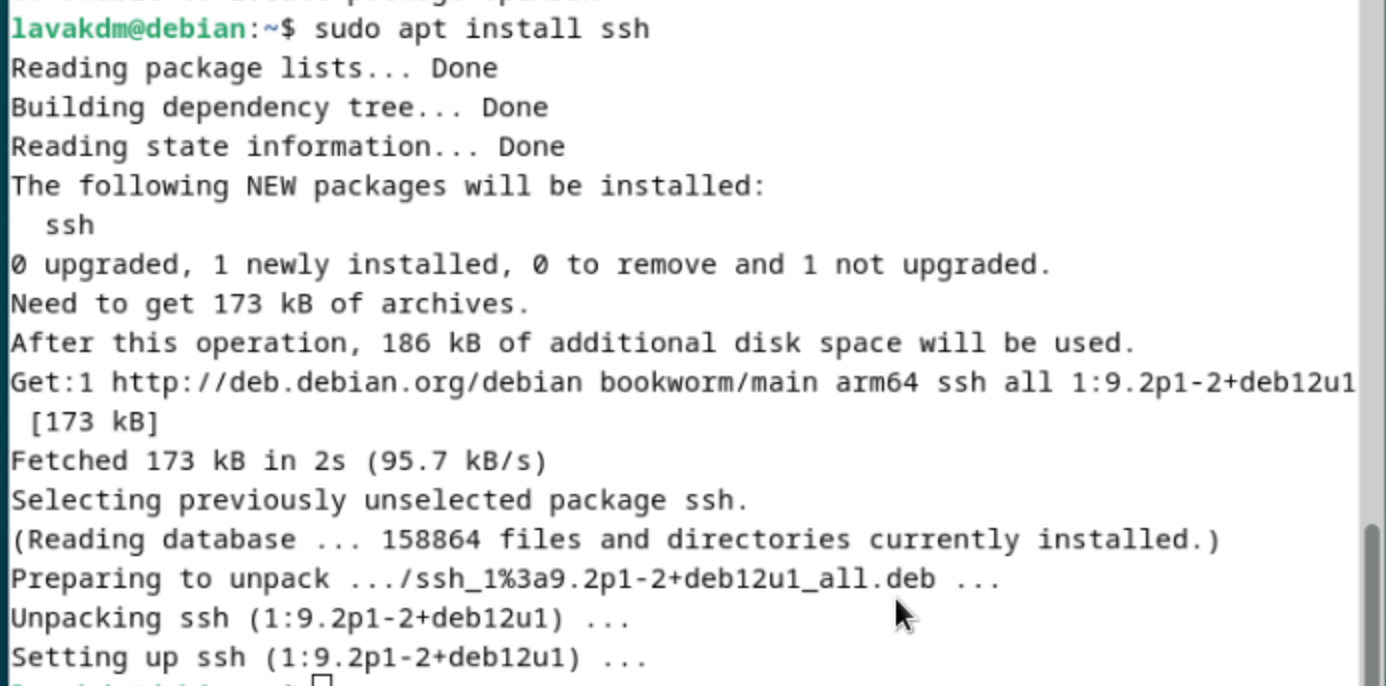 lavakdm@debian:~$ sudo apt install ssh
Reading package lists... Done
Building dependency tree... Done
Reading state information... Done
The following NEW packages will be installed:
  ssh
0 upgraded, 1 newly installed, 0 to remove and 1 not upgraded.
Need to get 173 kB of archives.
After this operation, 186 kB of additional disk space will be used.
Get:1 http://deb.debian.org/debian bookworm/main arm64 ssh all 1:9.2p1-2+deb12u1
 [173 kB]
Fetched 173 kB in 2s (95.7 kB/s)
Selecting previously unselected package ssh.
(Reading database ... 158864 files and directories currently installed.)
Preparing to unpack .../ssh_1%3a9.2p1-2+deb12u1_all.deb ...
Unpacking ssh (1:9.2p1-2+deb12u1) ...
Setting up ssh (1:9.2p1-2+deb12u1) ...